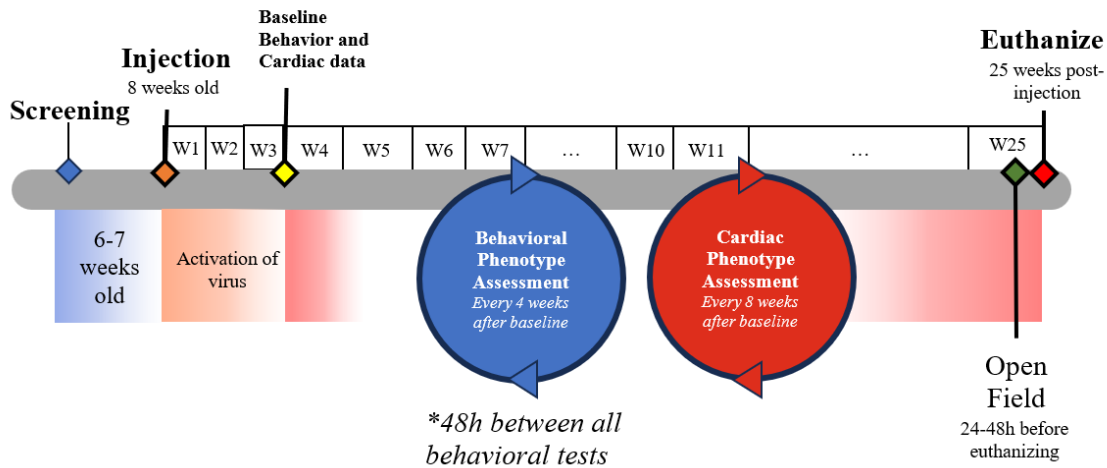 Baseline
Behavior and
Cardiac data
Injection
8 weeks old
Screening
Euthanize
25 weeks post-
injection
W1 W2 W3 W4 W5 W6 W7 … W10 W11 … W25
6-7
weeks
old
Activation of
virus
Behavioral
Phenotype
Assessment
Every 4 weeks
after baseline
Cardiac
Phenotype
Assessment
Every 8 weeks
after baseline
*48h between all
behavioral tests
Open
Field
24-48h before
euthanizing